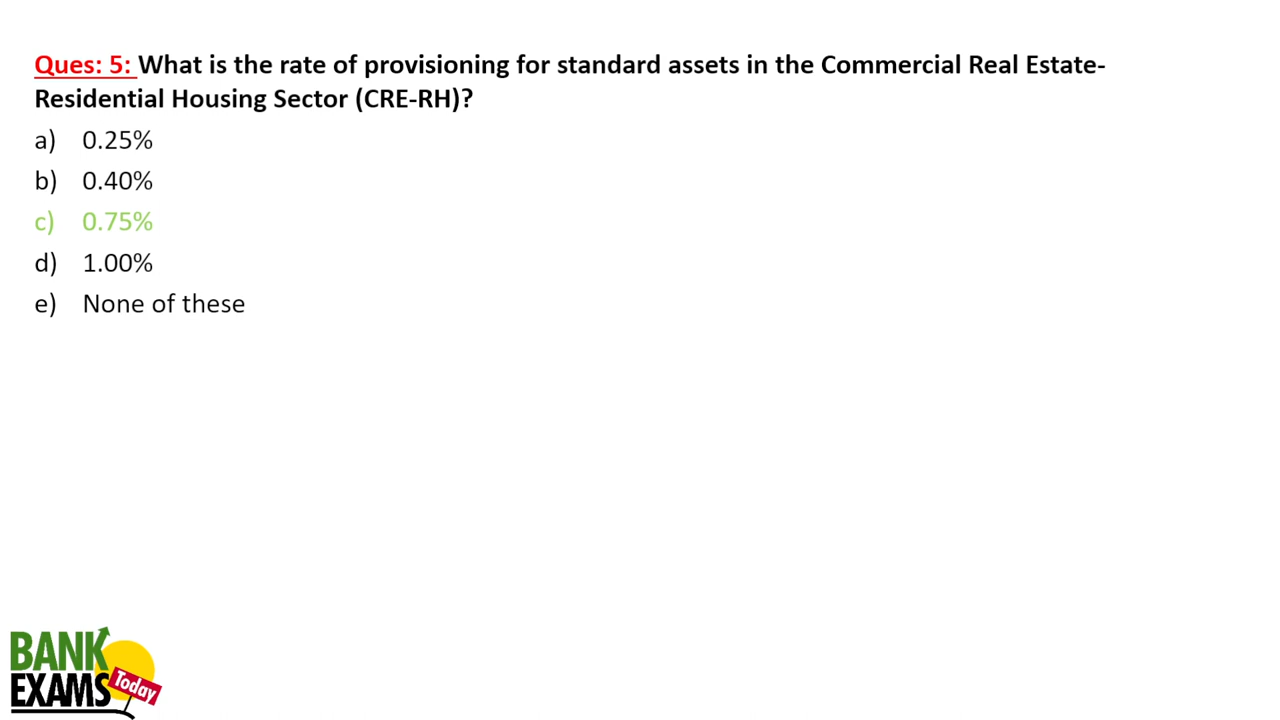 Ques: 5: What is the rate of provisioning for standard assets in the Commercial Real Estate-
Residential Housing Sector (CRE-RH)?
a) 0.25%
b) 0.40%
c) 0.75%
d) 1.00%
e) None of these
BANK
EXAMS
Today